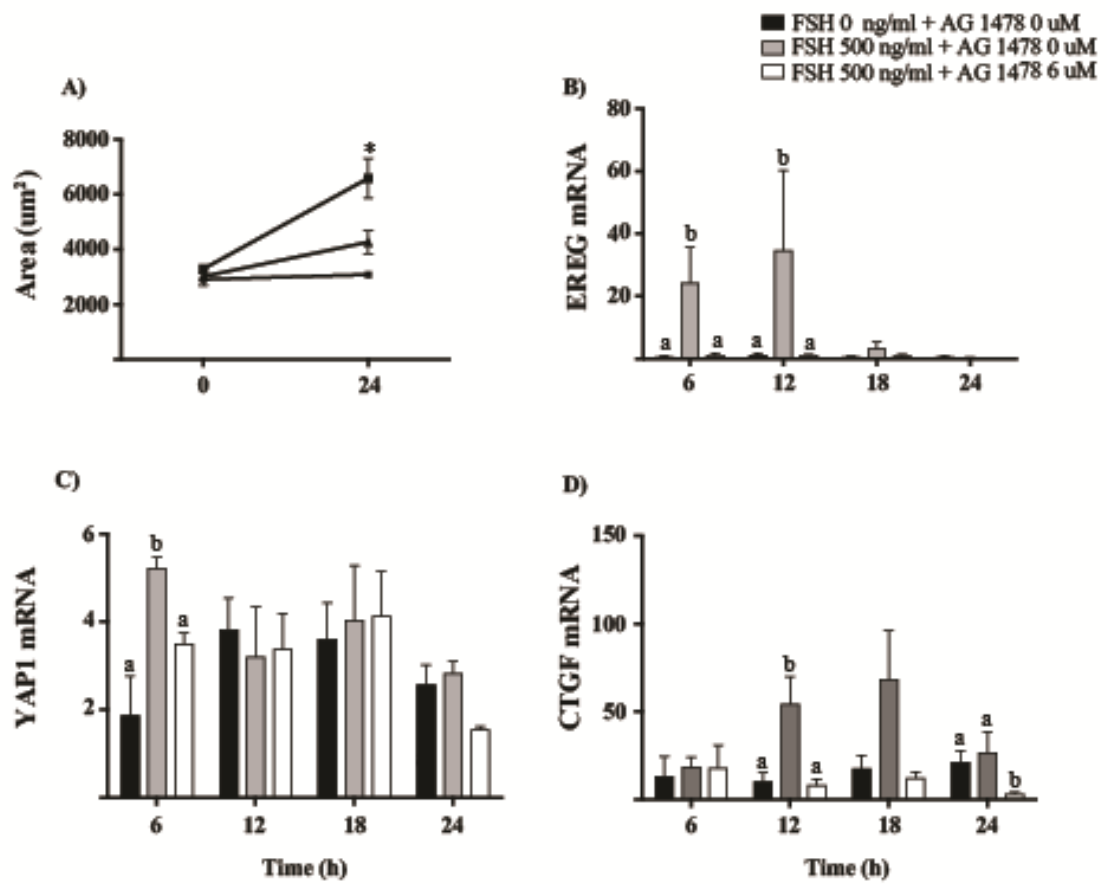 FSH 0 ng/ml + AG 1478 0 uM
FSH 500 ng/ml + AG 1478 0 uM
FSH 500 ng/ml + AG 1478 6 uM
A)
Area (um²)
8000
6000
4000
2000
*
0
24
B)
EREG mRNA
80
60
40
20
a
b
a
a
b
a
6
12
18
24
C)
YAP1 mRNA
6
4
2
a
b
a
6
12
18
24
Time (h)
D)
CTGF mRNA
150
100
50
a
b
a
a
a
b
6
12
18
24
Time (h)